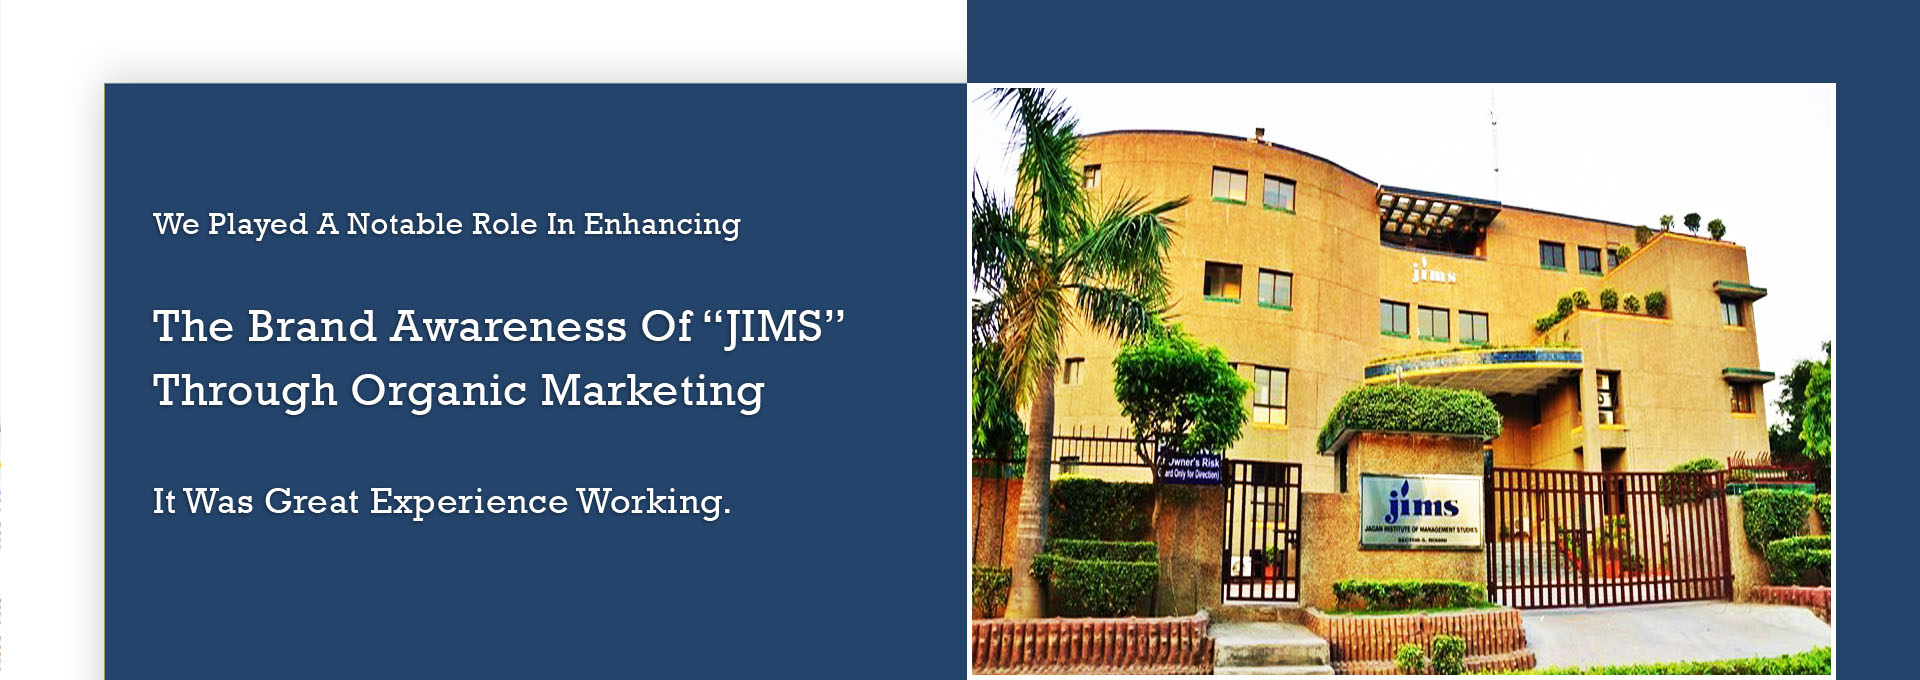 We Played A Notable Role In Enhancing
The Brand Awareness Of “JIMS”
Through Organic Marketing
It Was Great Experience Working.
jims
Owner's Risk
and Only for Direction)
jims
JAGAN INSTITUTE OF MANAGEMENT STUDIES
SECTOR-5, ROHINI